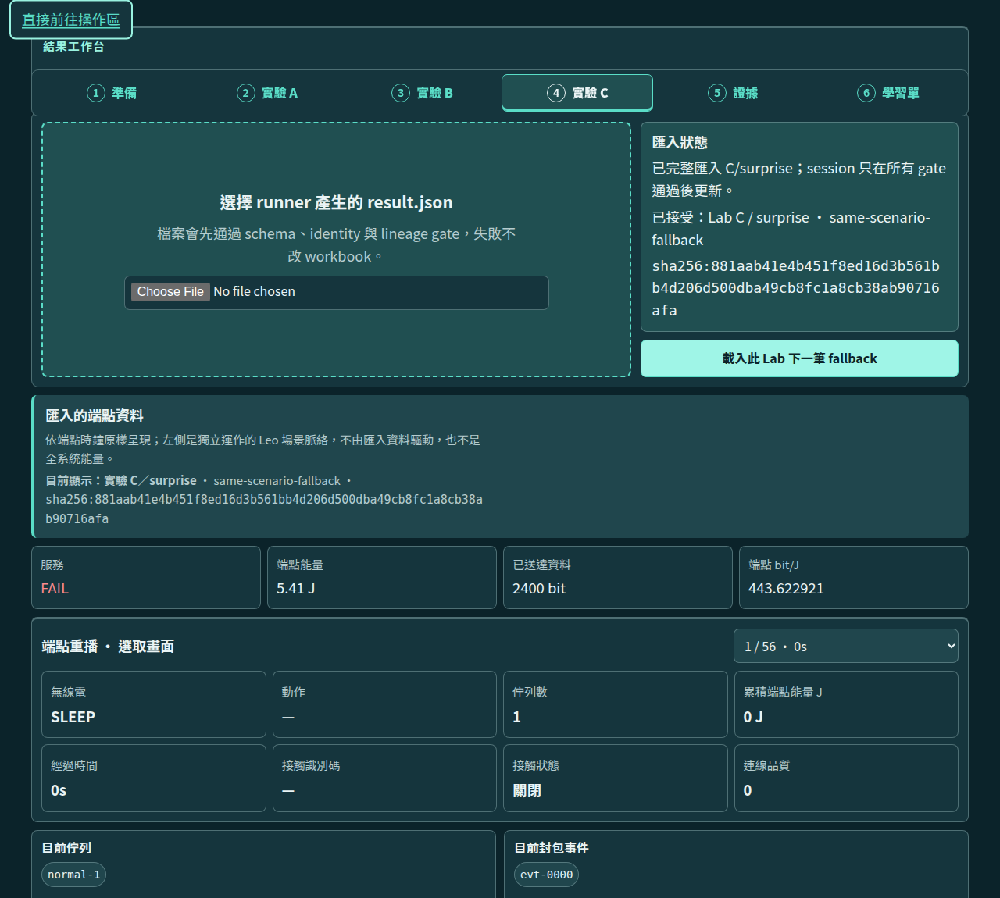 直接前往操作區
結果工作台
1 準備
2 實驗 A
3 實驗 B
4 實驗 C
5 證據
6 學習單
選擇 runner 產生的 result.json
檔案會先通過 schema、identity 與 lineage gate，失敗不
改 workbook。
Choose File No file chosen
匯入狀態
已完整匯入 C/surprise；session 只在所有 gate
通過後更新。
已接受：Lab C / surprise · same-scenario-
fallback
sha256:881aab41e4b451f8ed16d3b561b
b4d206d500dba49cb8fc1a8cb38ab90716
afa
載入此 Lab 下一筆 fallback
匯入的端點資料
依端點時鐘原樣呈現；左側是獨立運作的 Leo 場景脈絡，不由匯入資料驅動，也不是
全系統能量。
目前顯示：實驗 C／surprise · same-scenario-fallback ·
sha256:881aab41e4b451f8ed16d3b561bb4d206d500dba49cb8fc1a8cb38a
b90716afa
服務
FAIL
端點能量
5.41 J
已送達資料
2400 bit
端點 bit/J
443.622921
端點重播 · 選取畫面
1 / 56 · 0s
無線電
SLEEP
動作
—
佇列數
1
累積端點能量 J
0 J
經過時間
0s
接觸識別碼
—
接觸狀態
關閉
連線品質
0
目前佇列
normal-1
目前封包事件
evt-0000